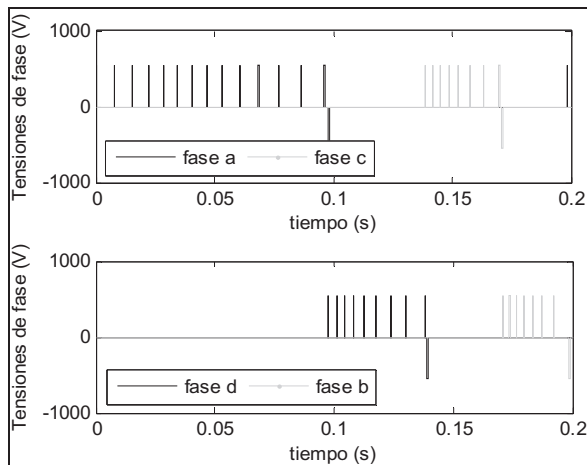 Tensiones de fase (V)
1000
0
-1000
fase a
fase c
0
0.05
0.1
0.15
0.2
tiempo (s)
Tensiones de fase (V)
1000
0
-1000
fase d
fase b
0
0.05
0.1
0.15
0.2
tiempo (s)